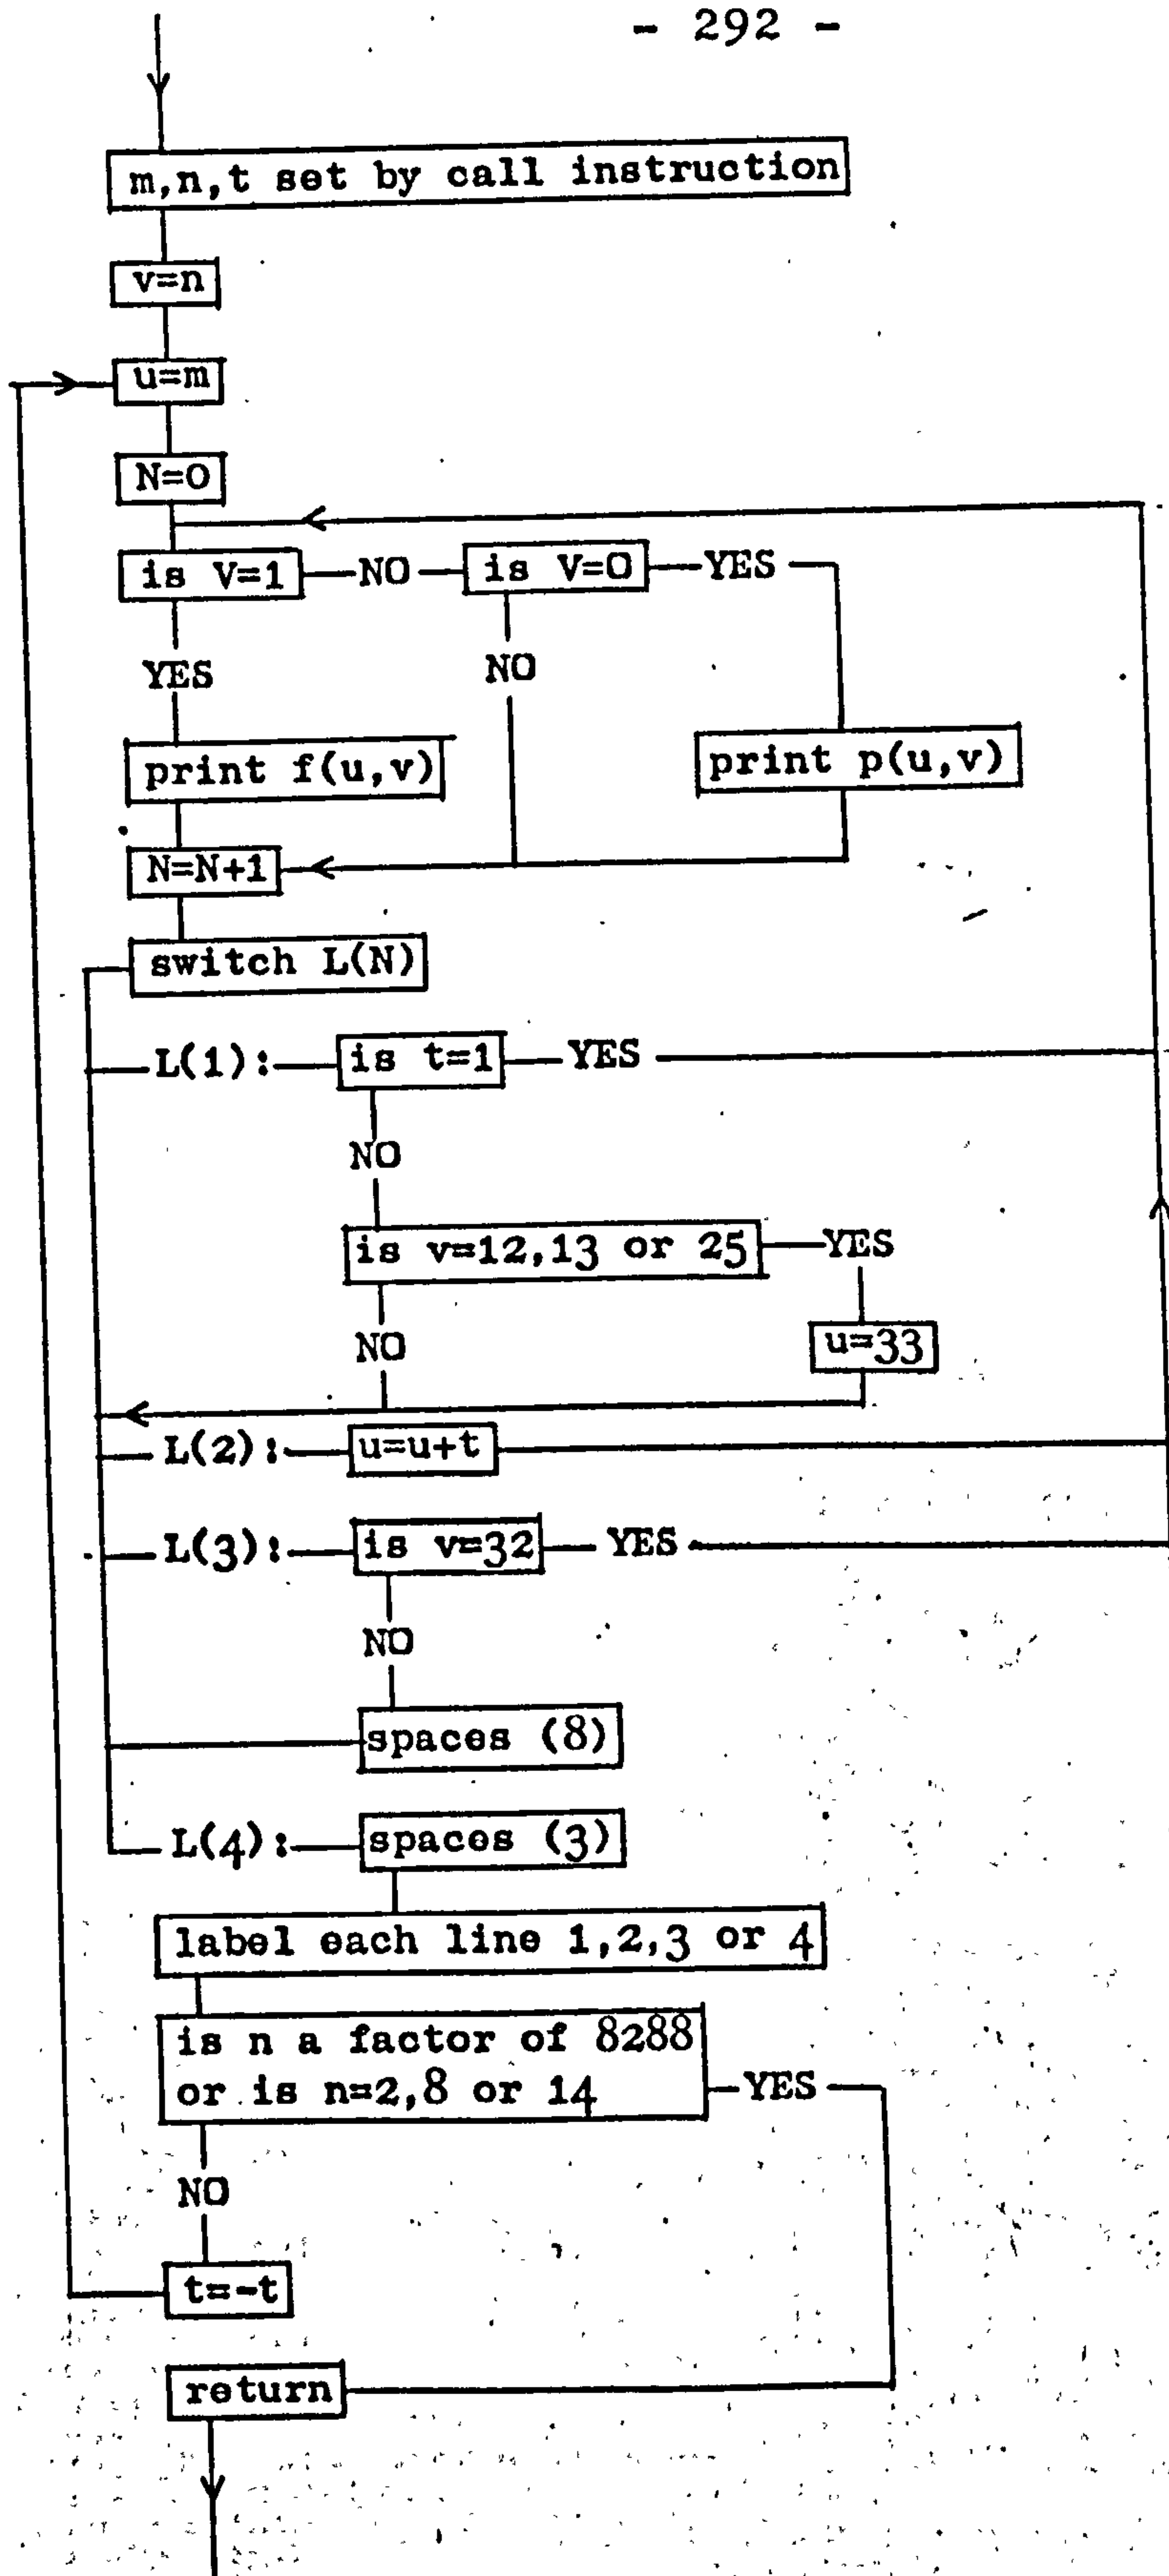 - 292 -
m,n,t set by call instruction
v=n
u=m
N=0
is V=1 NO is V=0 YES
YES NO
print f(u,v) print p(u,v)
N=N+1
switch L(N)
L(1): is t=1 YES
NO
is v=12,13 or 25 YES
NO u=33
L(2): u=u+t
L(3): is v=32 YES
NO
spaces (8)
L(4): spaces (3)
label each line 1,2,3 or 4
is n a factor of 8288
or is n=2,8 or 14 YES
NO
t=-t
return